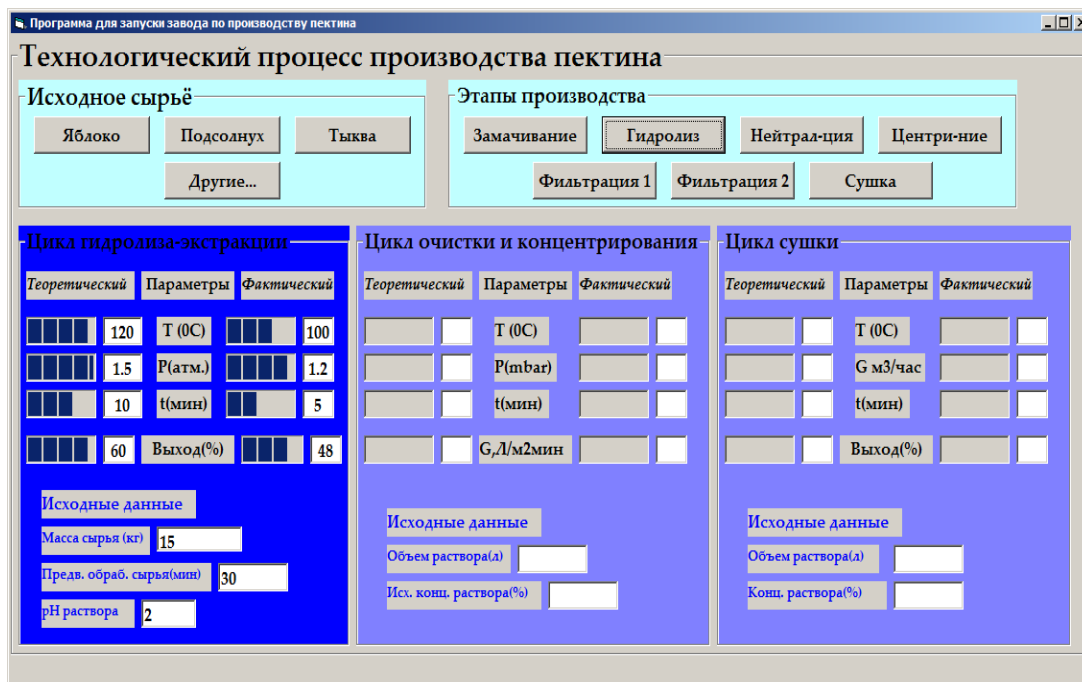 Программа для запуски завода по производству пектина
Технологический процесс производства пектина
Исходное сырьё
Яблоко Подсолнух Тыква
Другие...
Этапы производства
Замачивание Гидролиз Нейтрал-ция Центри-ние
Фильтрация 1 Фильтрация 2 Сушка
Цикл гидролиза-экстракции
Теоретический Параметры Фактический
120 T (0C) 100
1.5 P(атм.) 1.2
10 t(мин) 5
60 Выход(%) 48
Исходные данные
Масса сырья (кг) 15
Предв. обраб. сырья(мин) 30
pH раствора 2
Цикл очистки и концентрирования
Теоретический Параметры Фактический
T (0C)
P(mbar)
t(мин)
G,Л/м2мин
Исходные данные
Объем раствора(л)
Исх. конц. раствора(%)
Цикл сушки
Теоретический Параметры Фактический
T (0C)
G м3/час
t(мин)
Выход(%)
Исходные данные
Объем раствора(л)
Конц. раствора(%)